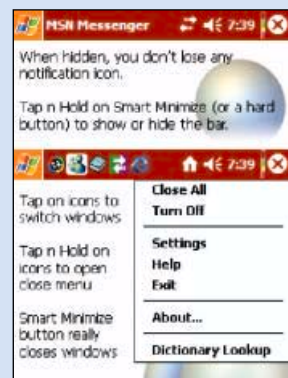 MSN Messenger 7:39
When hidden, you don't lose any
notification icon.
Tap n Hold on Smart Minimize (or a hard
button) to show or hide the bar.
7:39
Tap on icons to
switch windows
Tap n Hold on
icons to open
close menu
Smart Minimize
button really
closes windows
Close All
Turn Off
Settings
Help
Exit
About...
Dictionary Lookup